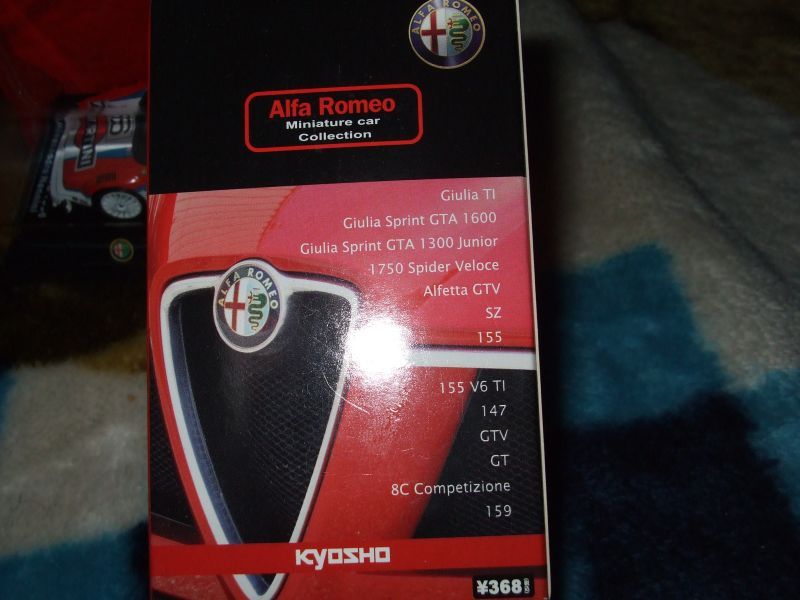 ALFA ROMEO
Alfa Romeo
Miniature car
Collection
Giulia TI
Giulia Sprint GTA 1600
Giulia Sprint GTA 1300 Junior
1750 Spider Veloce
Alfetta GTV
SZ
155
ALFA ROMEO
155 V6 TI
147
GTV
GT
8C Competizione
159
KYOSHO
¥368